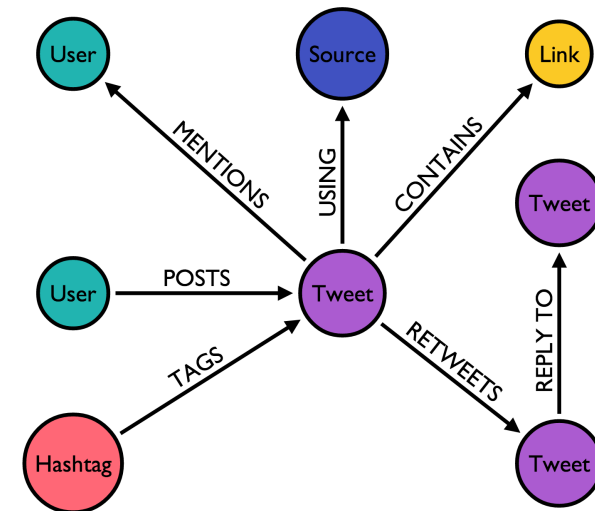 User
Source
Link
MENTIONS
USING
CONTAINS
Tweet
User
POSTS
Tweet
TAGS
RETWEETS
REPLY TO
Hashtag
Tweet